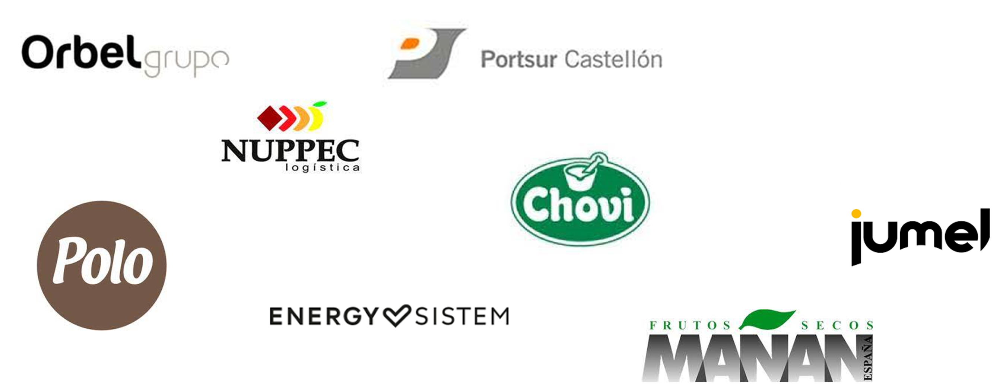 Orbel grupo
Portsur Castellón
NUPPEC
logística
Chovi
Polo
jumel
ENERGY SISTEM
FRUTOS SECOS
MAÑAN
ESPAÑA